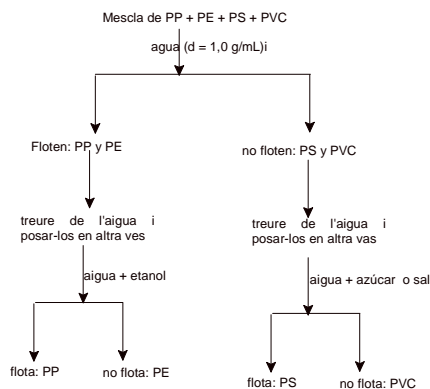 Mescla de PP + PE + PS + PVC
agua (d = 1,0 g/mL)i
Floten: PP y PE
no floten: PS y PVC
treure de l'aigua i
posar-los en altra ves
treure de l'aigua i
posar-los en altra vas
aigua + etanol
aigua + azúcar o sal
flota: PP
no flota: PE
flota: PS
no flota: PVC